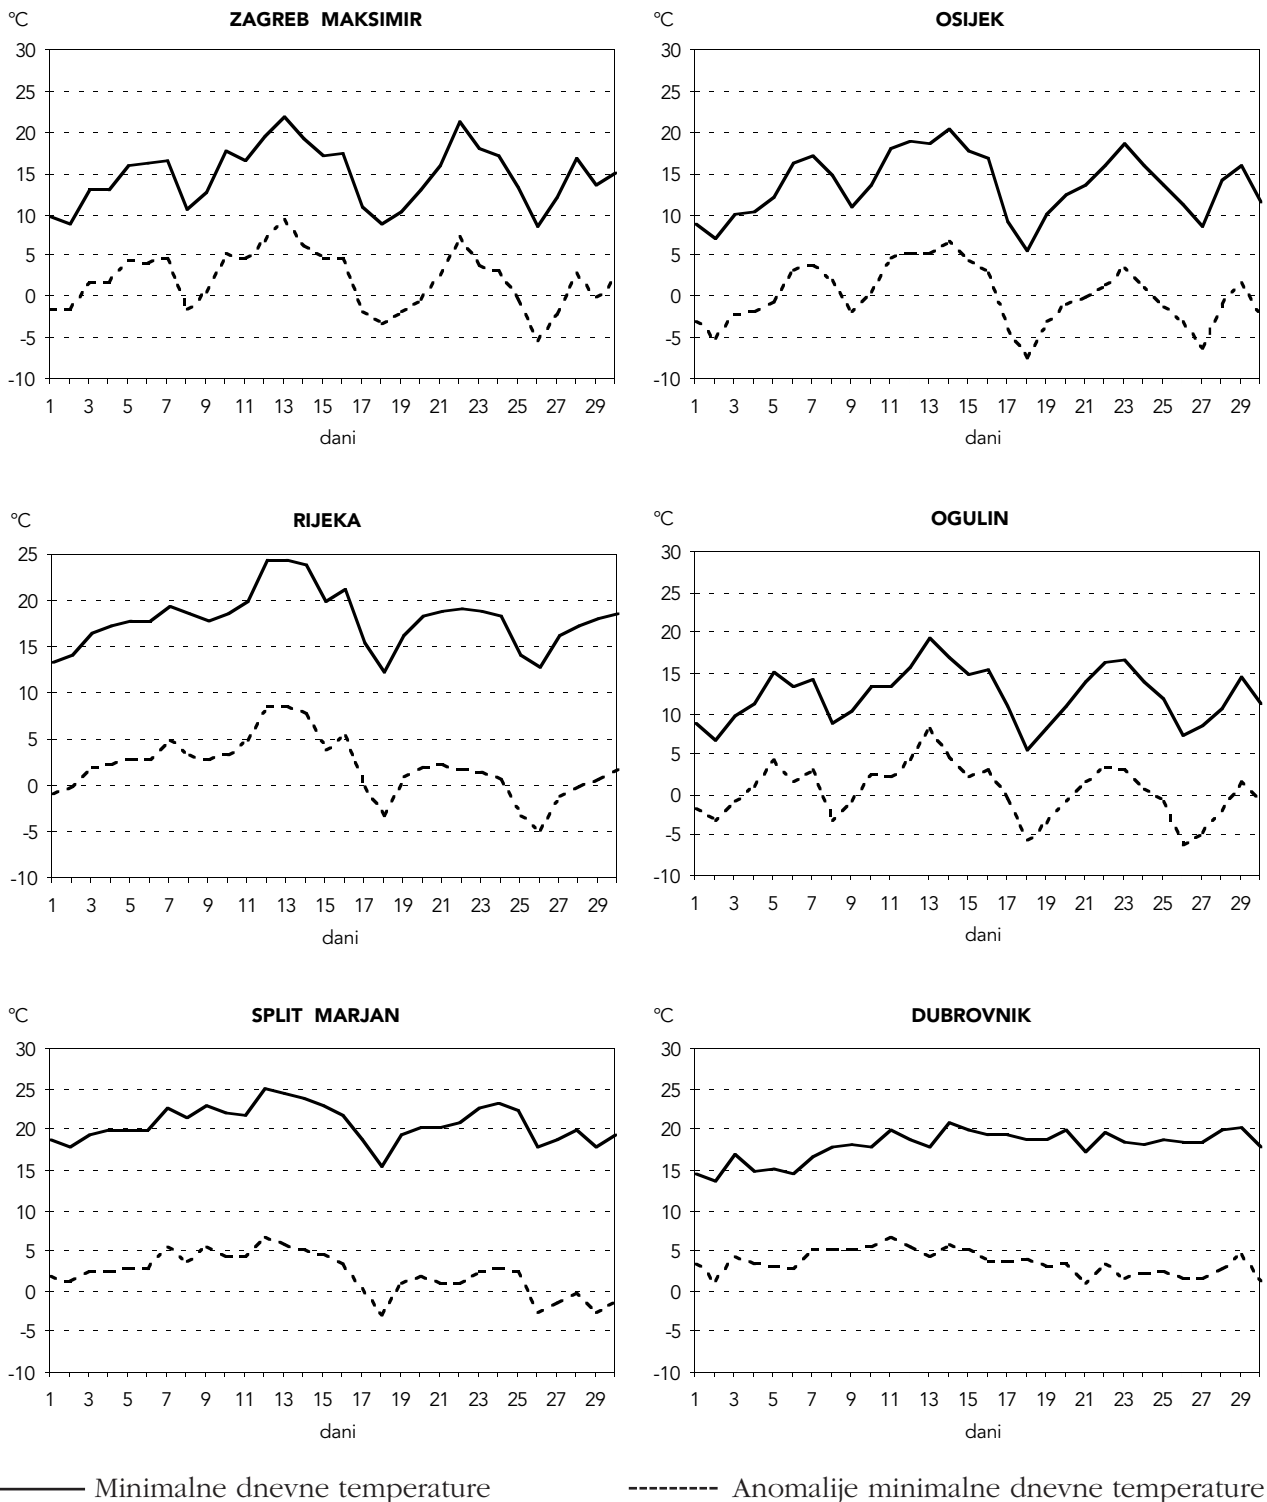 °C ZAGREB MAKSIMIR
30
25
20
15
10
5
0
-5
-10
1 3 5 7 9 11 13 15 17 19 21 23 25 27 29
dani
°C OSIJEK
30
25
20
15
10
5
0
-5
-10
1 3 5 7 9 11 13 15 17 19 21 23 25 27 29
dani
°C RIJEKA
25
20
15
10
5
0
-5
-10
1 3 5 7 9 11 13 15 17 19 21 23 25 27 29
dani
°C OGULIN
30
25
20
15
10
5
0
-5
-10
1 3 5 7 9 11 13 15 17 19 21 23 25 27 29
dani
°C SPLIT MARJAN
30
25
20
15
10
5
0
-5
-10
1 3 5 7 9 11 13 15 17 19 21 23 25 27 29
dani
°C DUBROVNIK
30
25
20
15
10
5
0
-5
-10
1 3 5 7 9 11 13 15 17 19 21 23 25 27 29
dani
Minimalne dnevne temperature Anomalije minimalne dnevne temperature